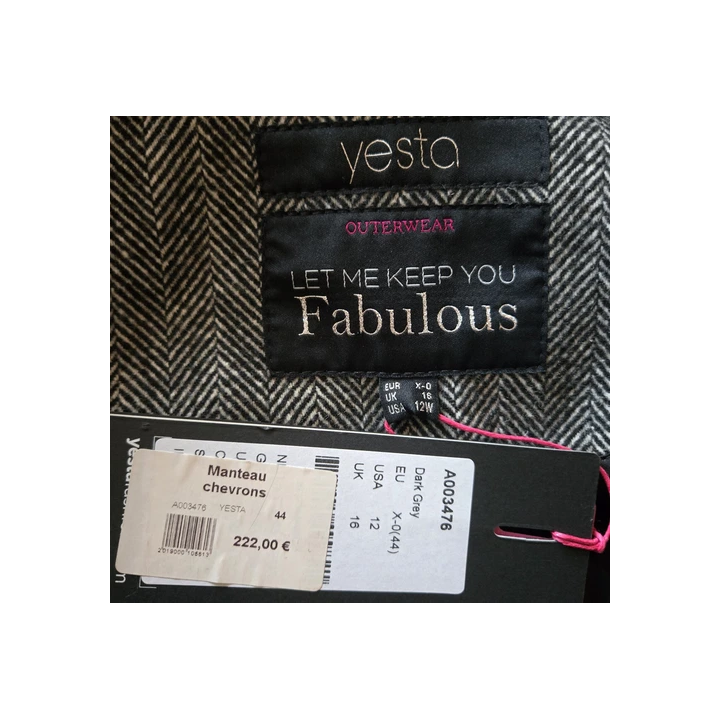 yesta
OUTERWEAR
LET ME KEEP YOU
Fabulous
EUR X-0
UK 16
USA 12W
Manteau
chevrons
A003476 YESTA
44
222,00 €
A003476
Dark Grey
EU X-0(44)
USA 12
UK 16